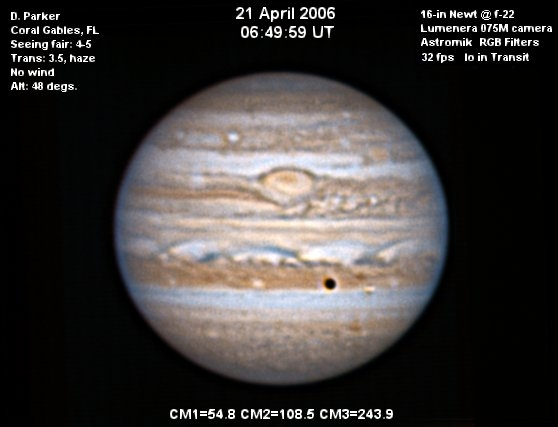 D. Parker
Coral Gables, FL
Seeing fair: 4-5
Trans: 3.5, haze
No wind
Alt: 48 degs.
21 April 2006
06:49:59 UT
16-in Newt @ f-22
Lumenera 075M camera
Astromik RGB Filters
32 fps Io in Transit
CM1=54.8 CM2=108.5 CM3=243.9